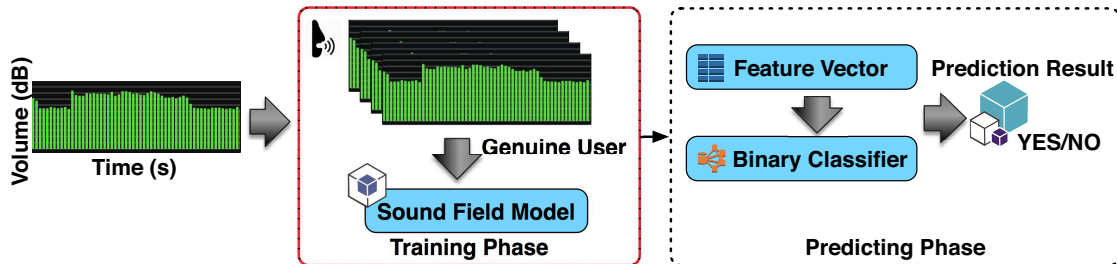 Volume (dB)
Time (s)
Genuine User
Sound Field Model
Training Phase
Feature Vector
Binary Classifier
Prediction Result
YES/NO
Predicting Phase